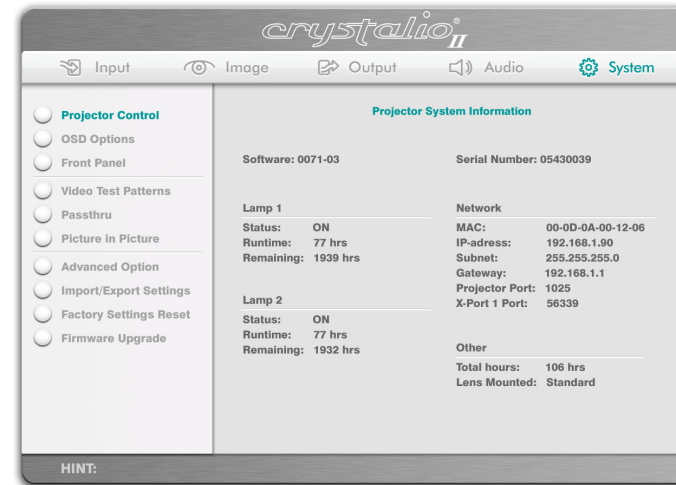 crystalio® II
Input Image Output Audio System
Projector Control
OSD Options
Front Panel
Video Test Patterns
Passthru
Picture in Picture
Advanced Option
Import/Export Settings
Factory Settings Reset
Firmware Upgrade
Projector System Information
Software: 0071-03 Serial Number: 05430039
Lamp 1
Status: ON
Runtime: 77 hrs
Remaining: 1939 hrs
Lamp 2
Status: ON
Runtime: 77 hrs
Remaining: 1932 hrs
Network
MAC: 00-0D-0A-00-12-06
IP-adress: 192.168.1.90
Subnet: 255.255.255.0
Gateway: 192.168.1.1
Projector Port: 1025
X-Port 1 Port: 56339
Other
Total hours: 106 hrs
Lens Mounted: Standard
HINT: